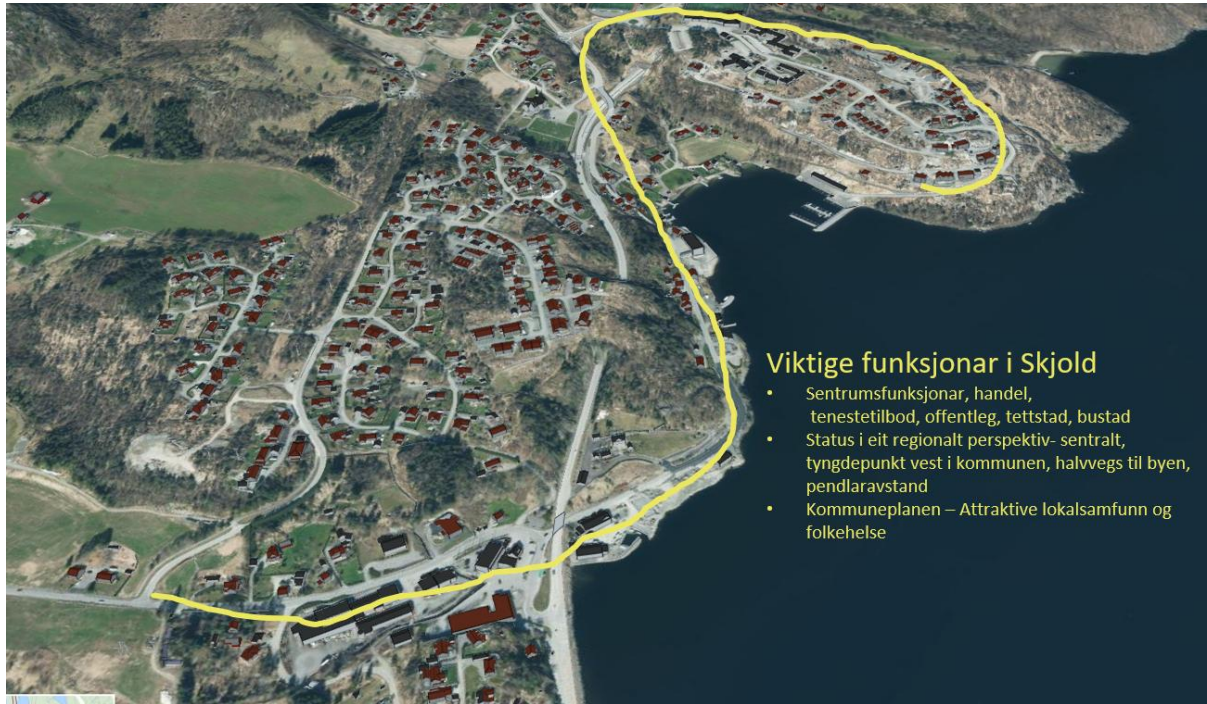 Viktige funksjonar i Skjold
• Sentrumsfunksjonar, handel,
tenestetilbod, offentleg, tettstad, bustad
• Status i eit regionalt perspektiv- sentralt,
tyngdepunkt vest i kommunen, halvvegs til byen,
pendlaravstand
• Kommuneplanen – Attraktive lokalsamfunn og
folkehelse